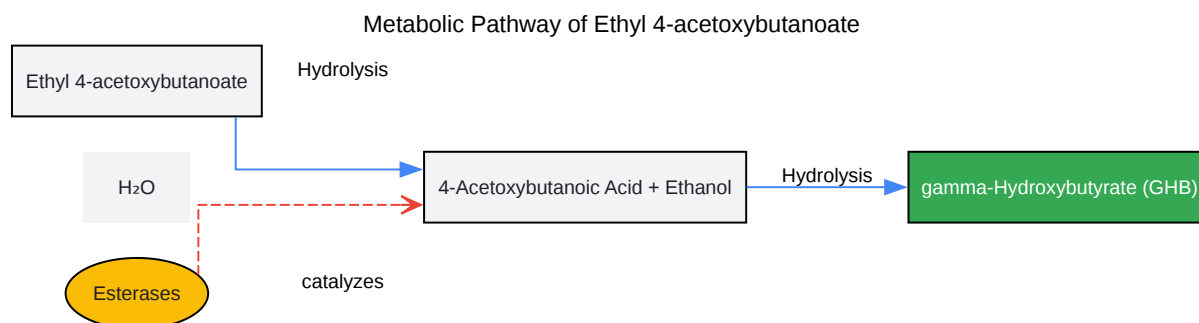 Metabolic Pathway of Ethyl 4-acetoxybutanoate
Ethyl 4-acetoxybutanoate
Hydrolysis
H₂O
4-Acetoxybutanoic Acid + Ethanol
Hydrolysis
gamma-Hydroxybutyrate (GHB)
Esterases
catalyzes